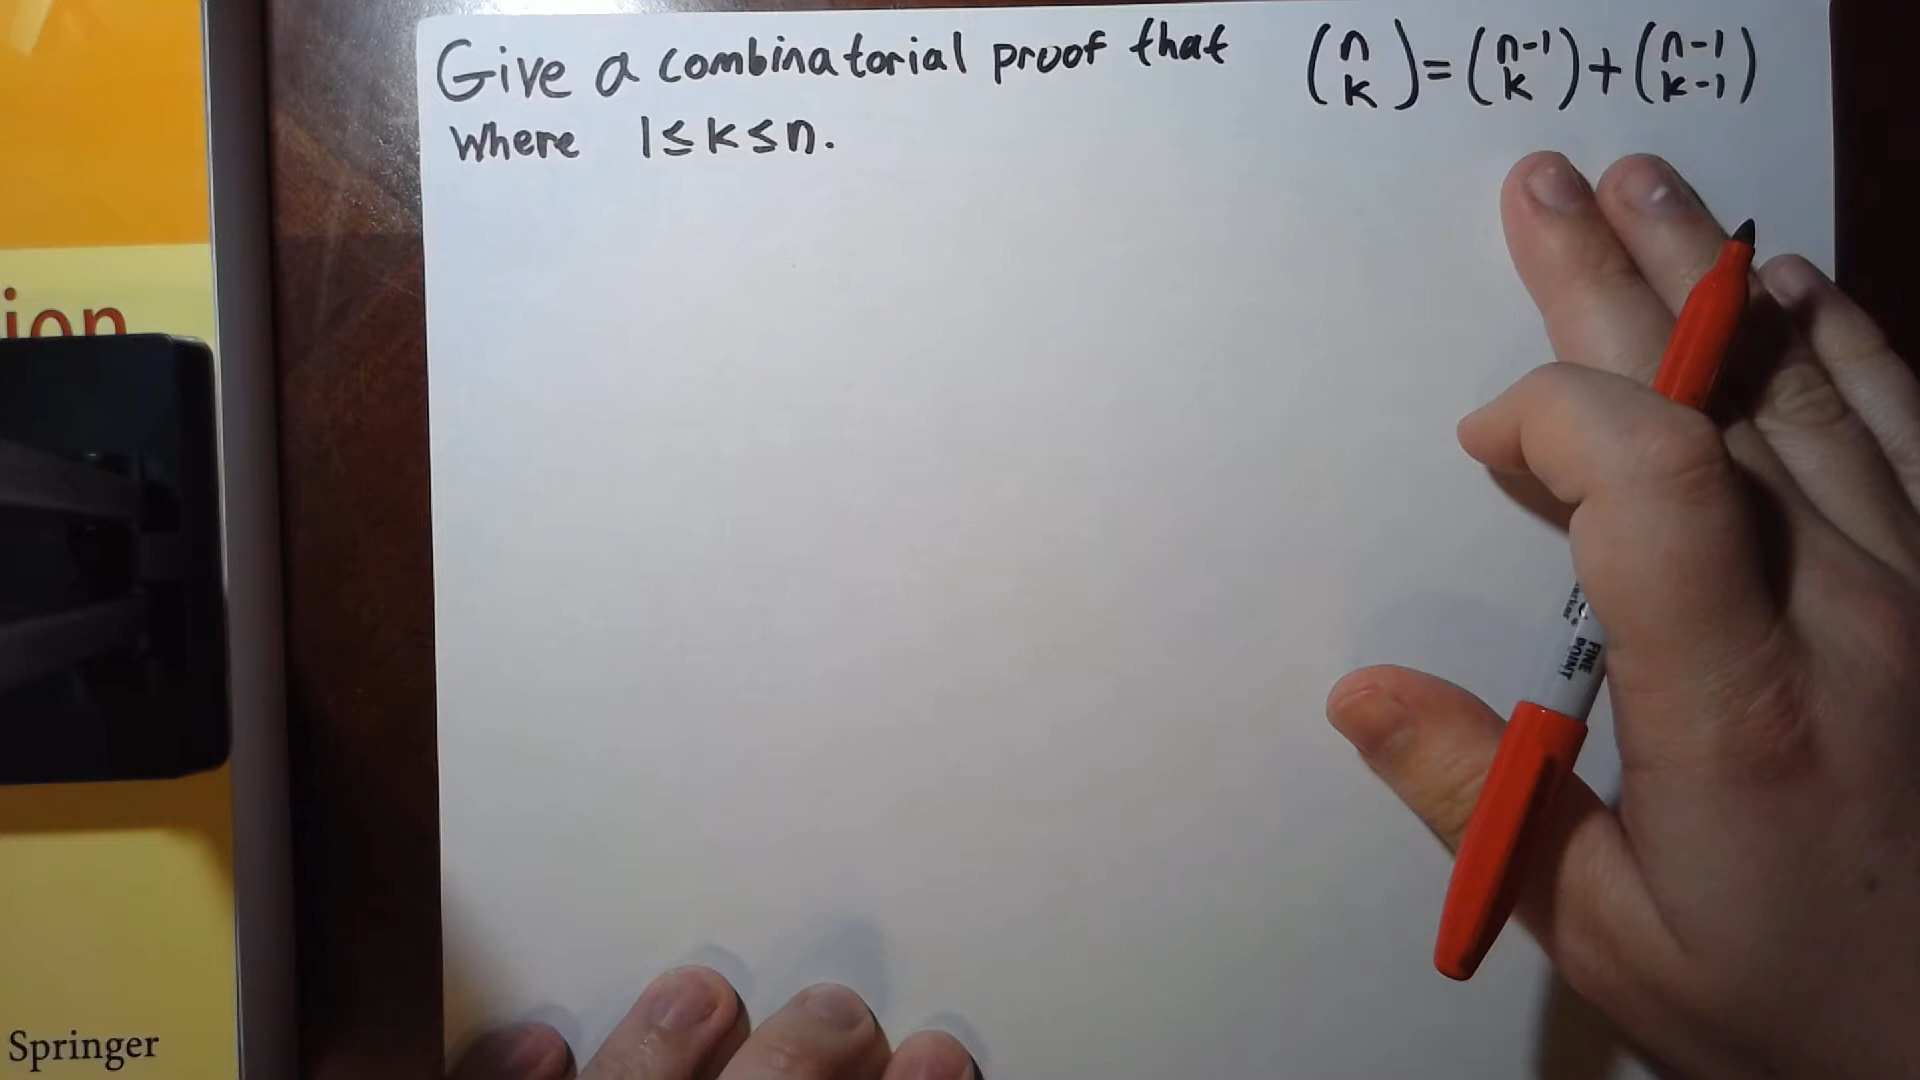 Give a combinatorial proof that (n k) = (n-1 k) + (n-1 k-1)
where 1 ≤ k ≤ n.
ion
FINE
POINT
Springer